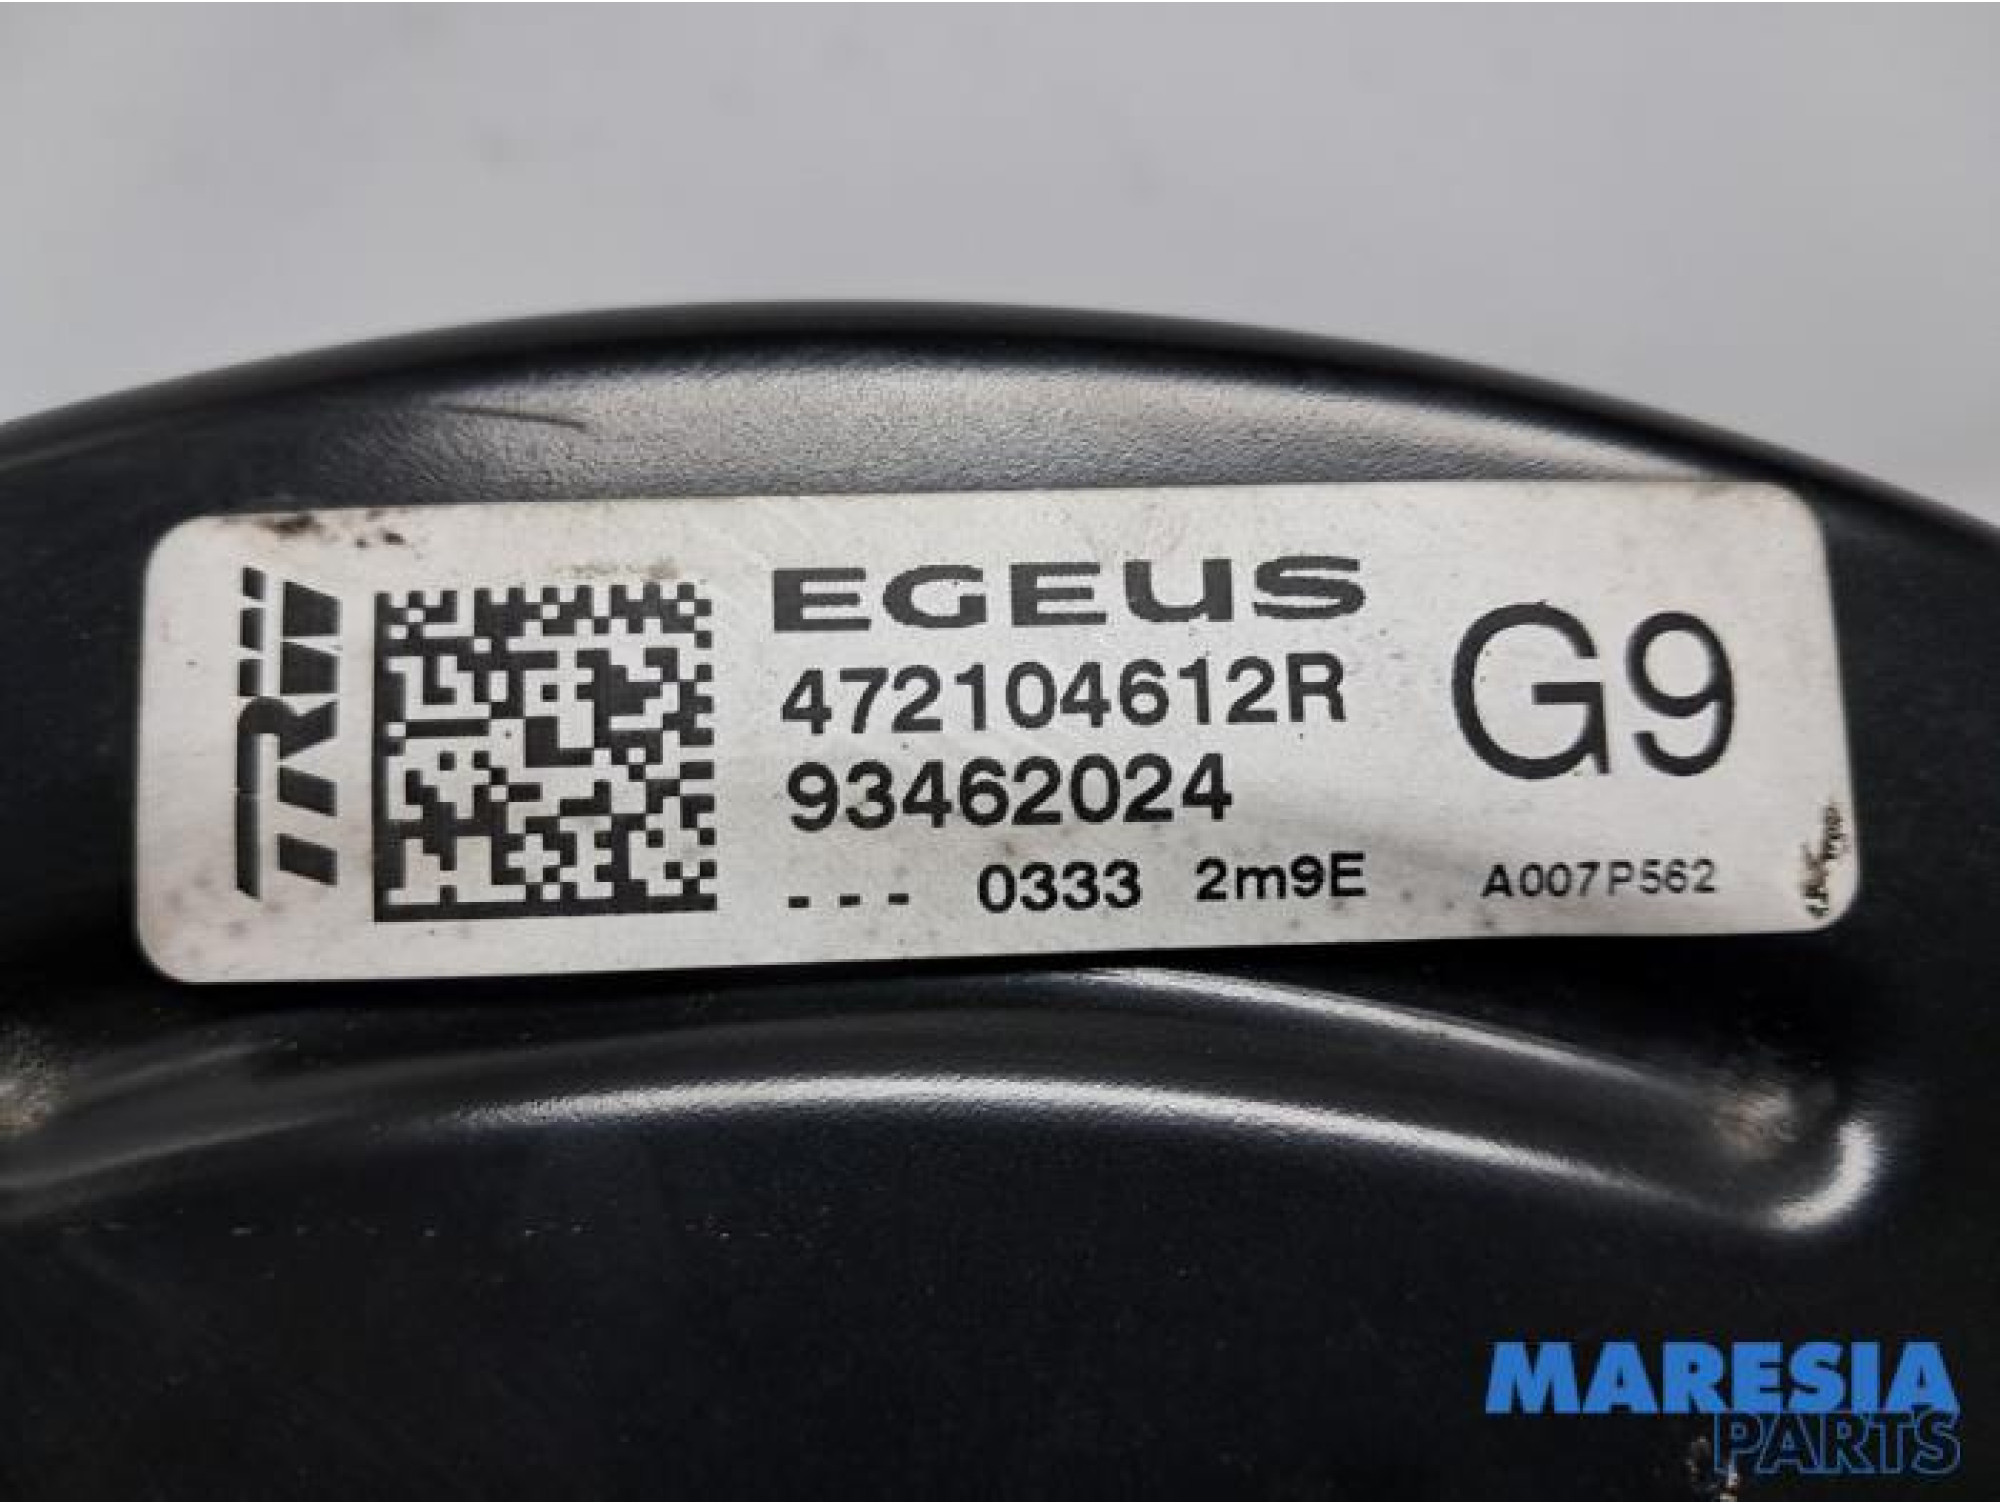 TRW
EGEUS
472104612R
93462024
--- 0333 2m9E
G9
A007P562
MARESIA
PARTS